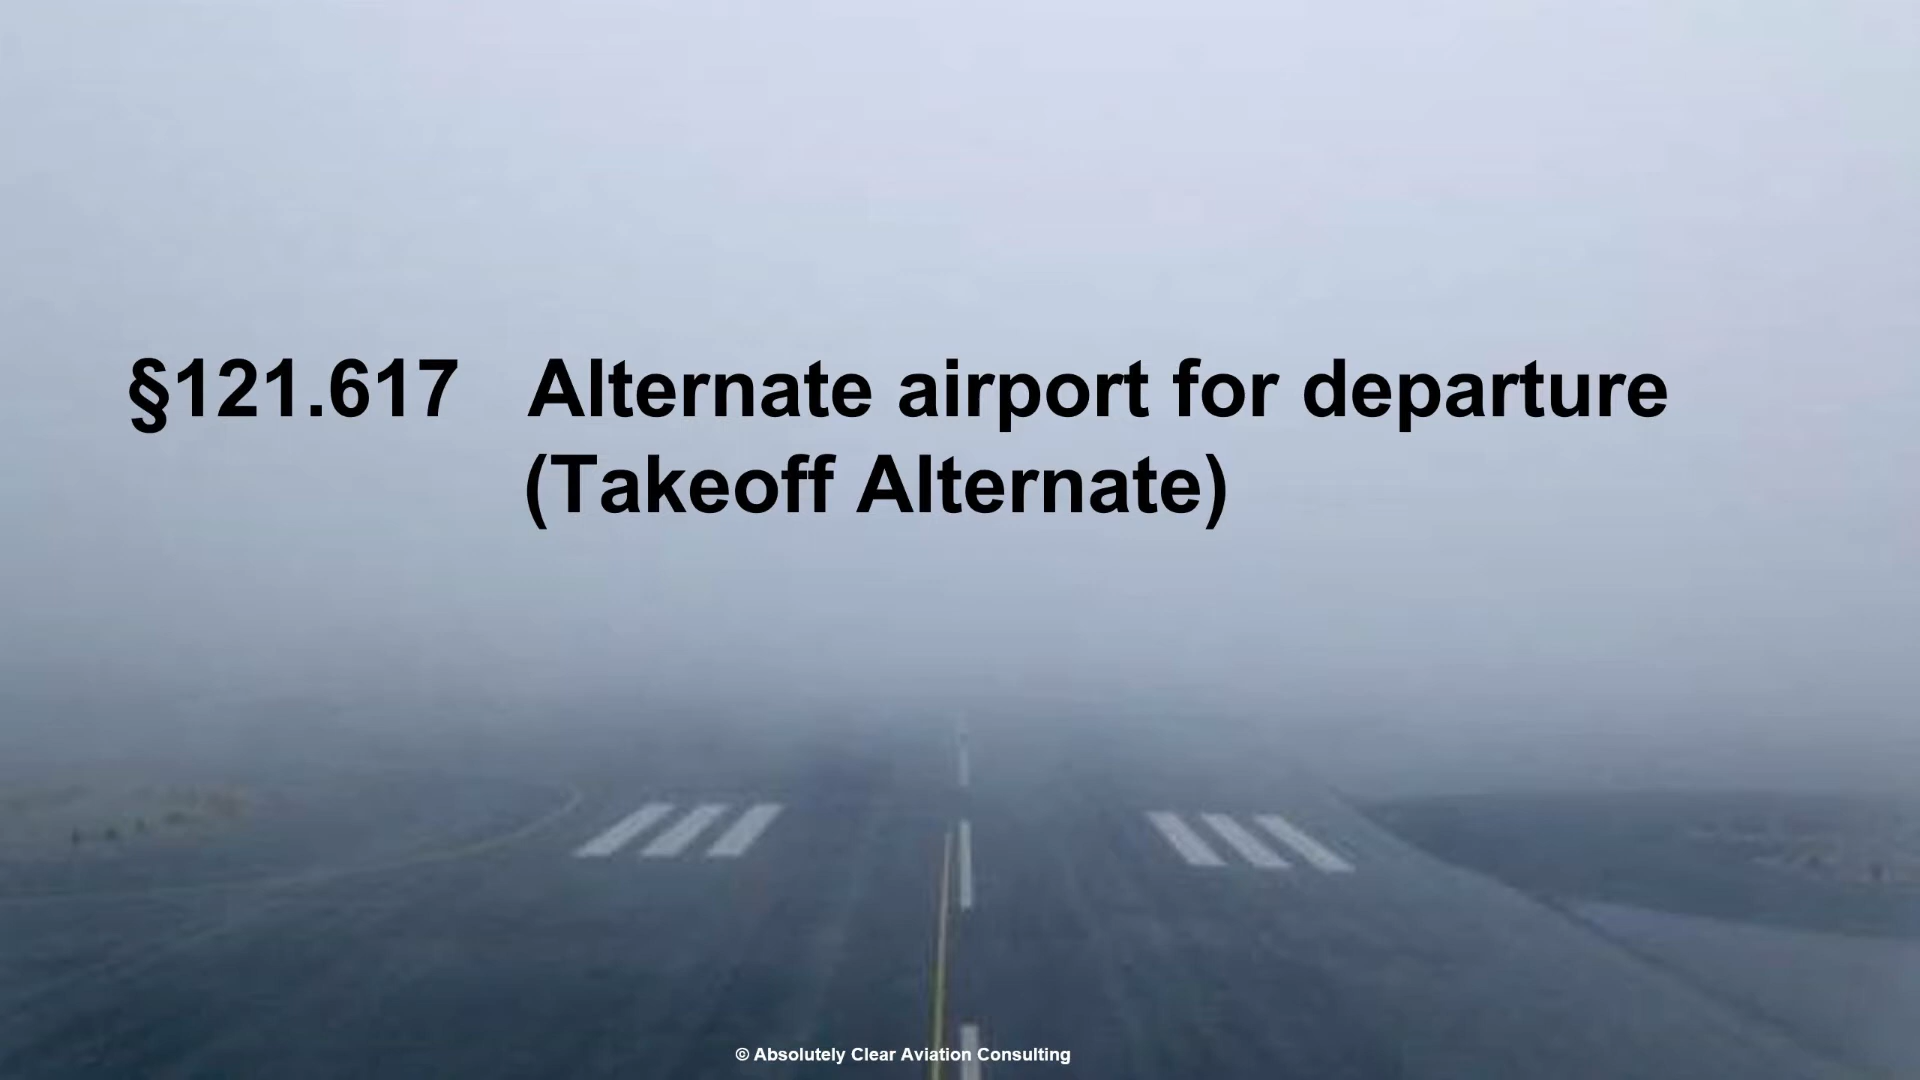 §121.617 Alternate airport for departure
(Takeoff Alternate)
© Absolutely Clear Aviation Consulting